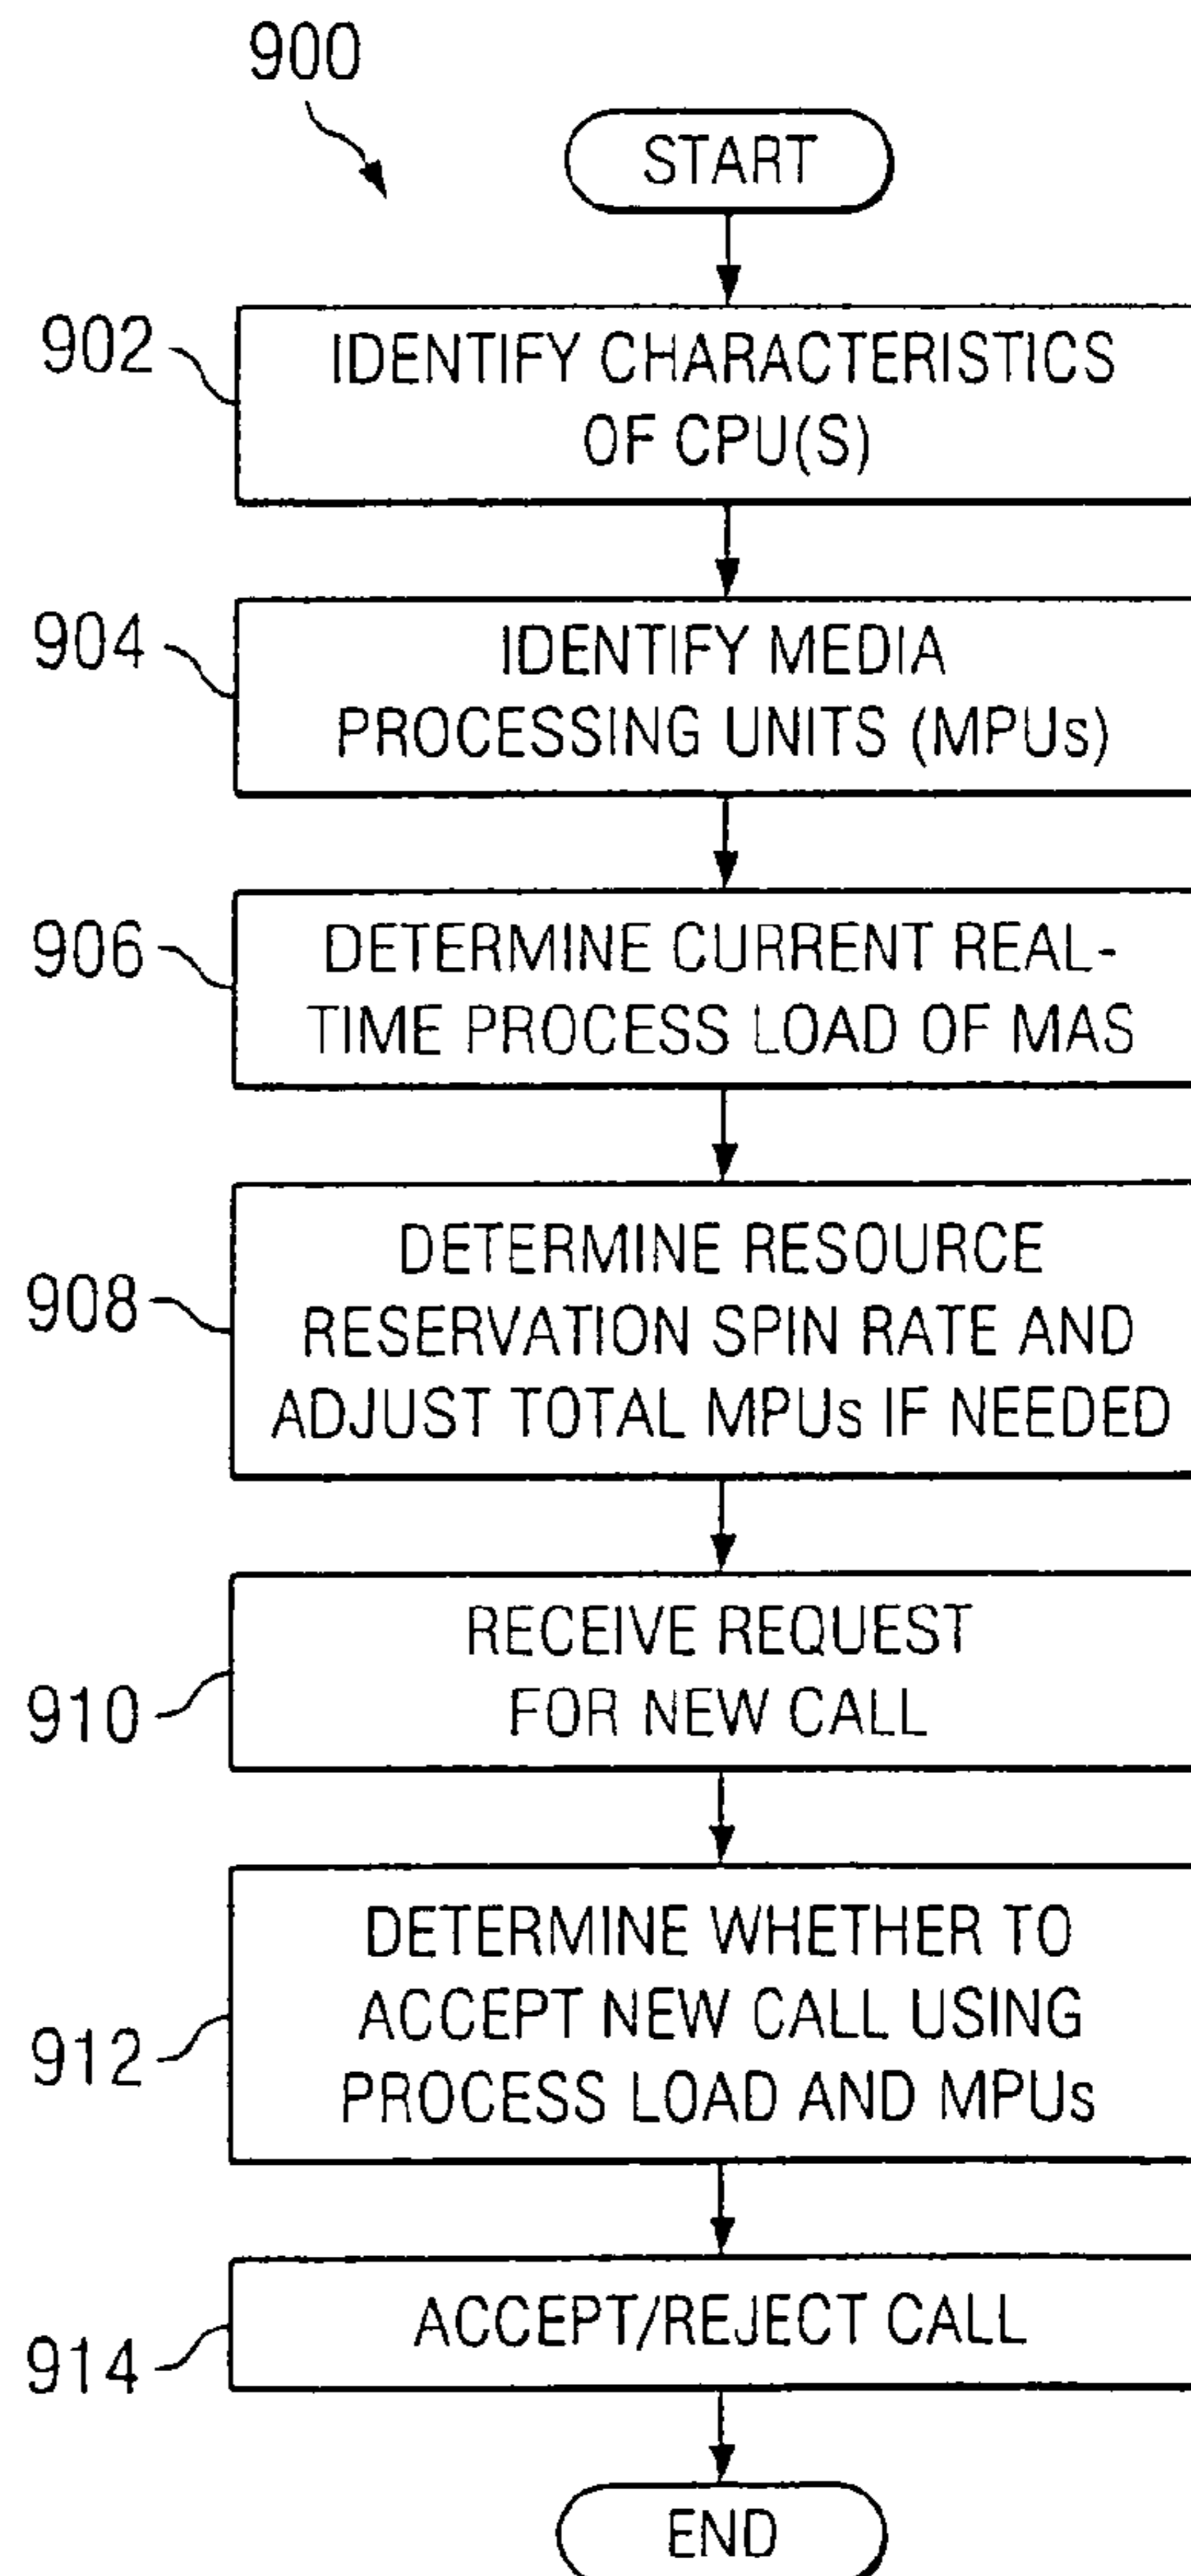 900
START
902
IDENTIFY CHARACTERISTICS
OF CPU(S)
904
IDENTIFY MEDIA
PROCESSING UNITS (MPUs)
906
DETERMINE CURRENT REAL-
TIME PROCESS LOAD OF MAS
908
DETERMINE RESOURCE
RESERVATION SPIN RATE AND
ADJUST TOTAL MPUs IF NEEDED
910
RECEIVE REQUEST
FOR NEW CALL
912
DETERMINE WHETHER TO
ACCEPT NEW CALL USING
PROCESS LOAD AND MPUs
914
ACCEPT/REJECT CALL
END